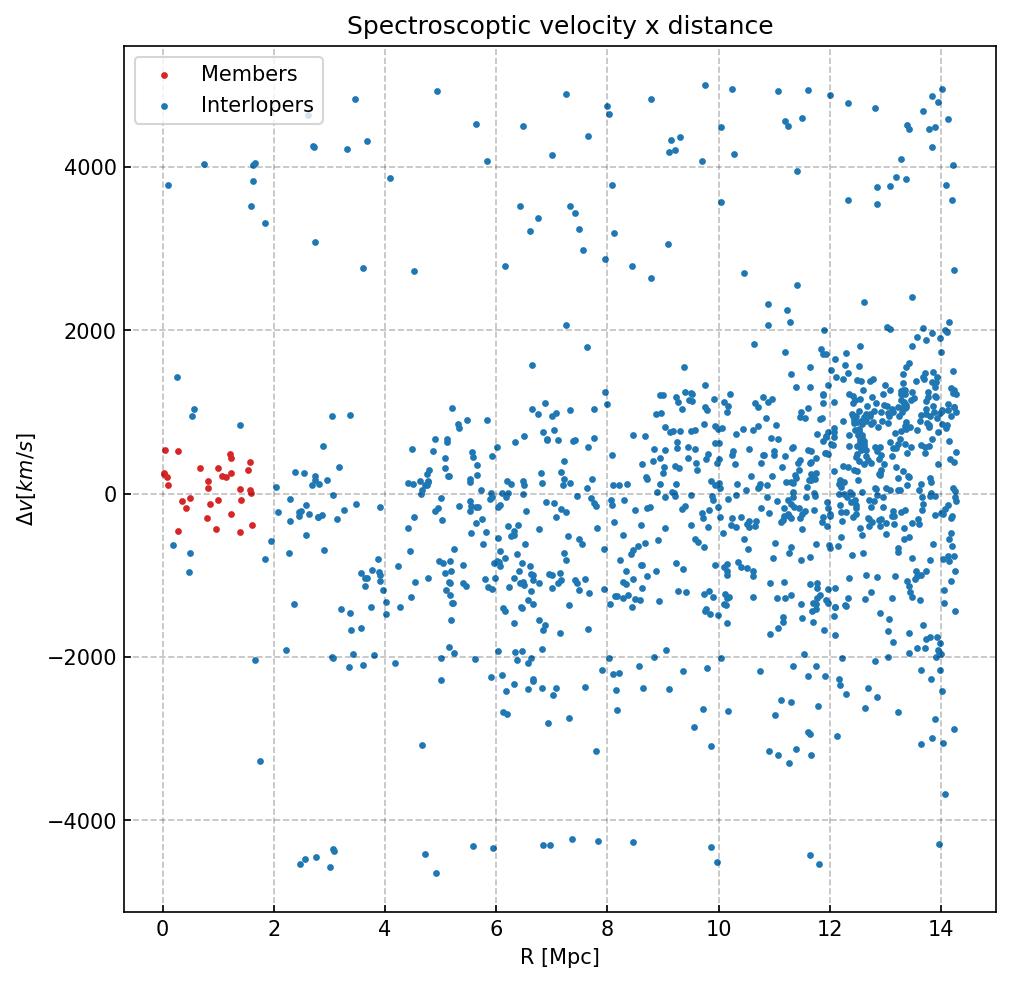 Spectroscoptic velocity x distance
Members
Interlopers
4000
2000
0
−2000
−4000
Δv[km/s]
0 2 4 6 8 10 12 14
R [Mpc]